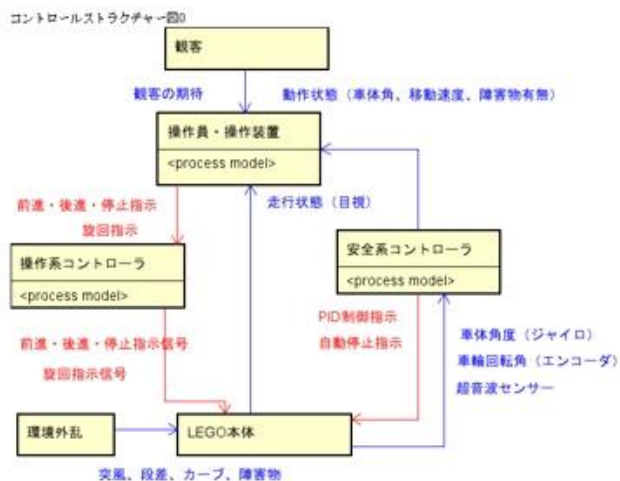 コントロールストラクチャー図0
観客
観客の期待
動作状態（車体角、移動速度、障害物有無）
操作員・操作装置
<process model>
前進・後進・停止指示
旋回指示
走行状態（目視）
操作系コントローラ
<process model>
安全系コントローラ
<process model>
PID制御指示
自動停止指示
車体角度（ジャイロ）
車輪回転角（エンコーダ）
超音波センサー
前進・後進・停止指示信号
旋回指示信号
環境外乱
LEGO本体
突風、段差、カーブ、障害物